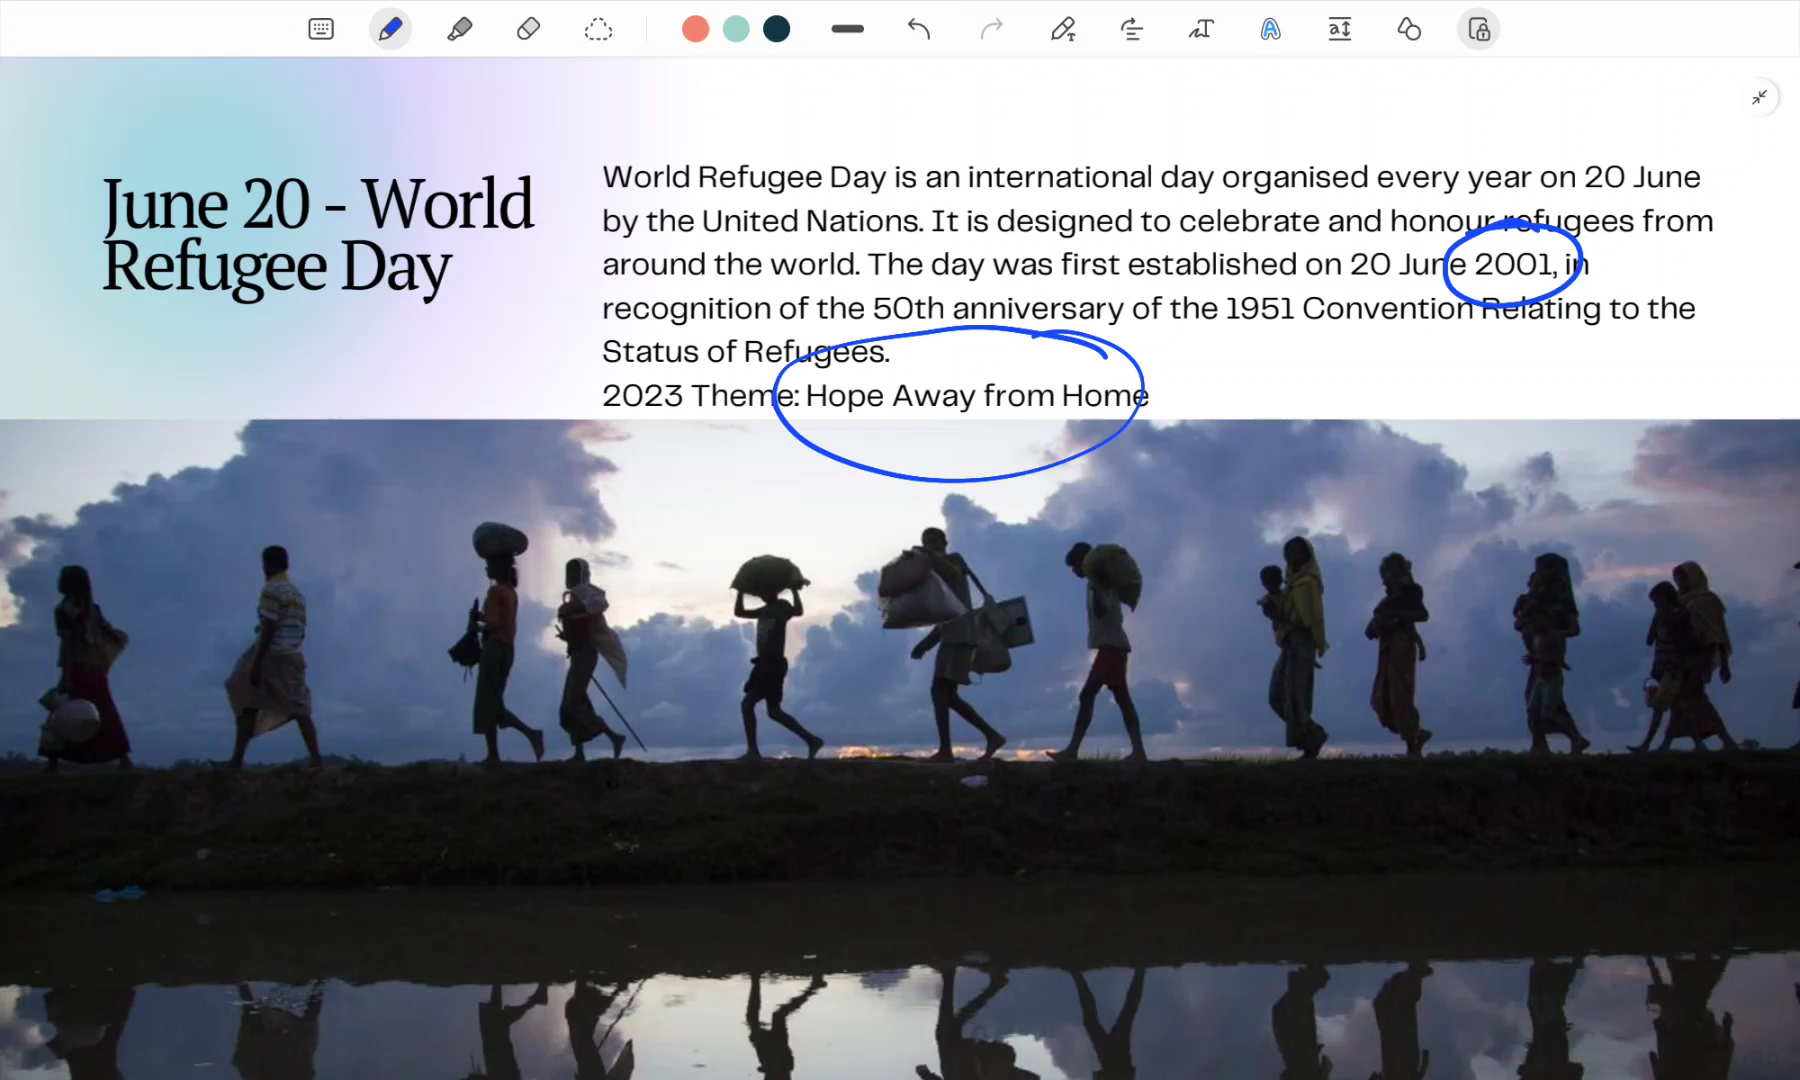 June 20 - World
Refugee Day
World Refugee Day is an international day organised every year on 20 June
by the United Nations. It is designed to celebrate and honour refugees from
around the world. The day was first established on 20 June 2001, in
recognition of the 50th anniversary of the 1951 Convention Relating to the
Status of Refugees.
2023 Theme: Hope Away from Home